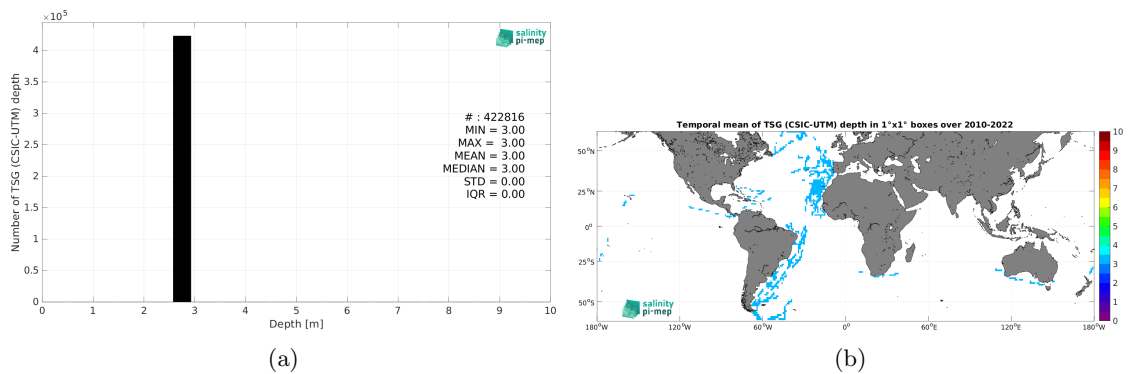 ×10⁵
4
3.5
3
2.5
2
1.5
1
0.5
0
Number of TSG (CSIC-UTM) depth
salinity
pi-mep
# : 422816
MIN = 3.00
MAX = 3.00
MEAN = 3.00
MEDIAN = 3.00
STD = 0.00
IQR = 0.00
0 1 2 3 4 5 6 7 8 9 10
Depth [m]
(a)
Temporal mean of TSG (CSIC-UTM) depth in 1°x1° boxes over 2010-2022
50°N
25°N
0°
25°S
50°S
salinity
pi-mep
180°W 120°W 60°W 0° 60°E 120°E 180°W
10
9
8
7
6
5
4
3
2
1
0
(b)